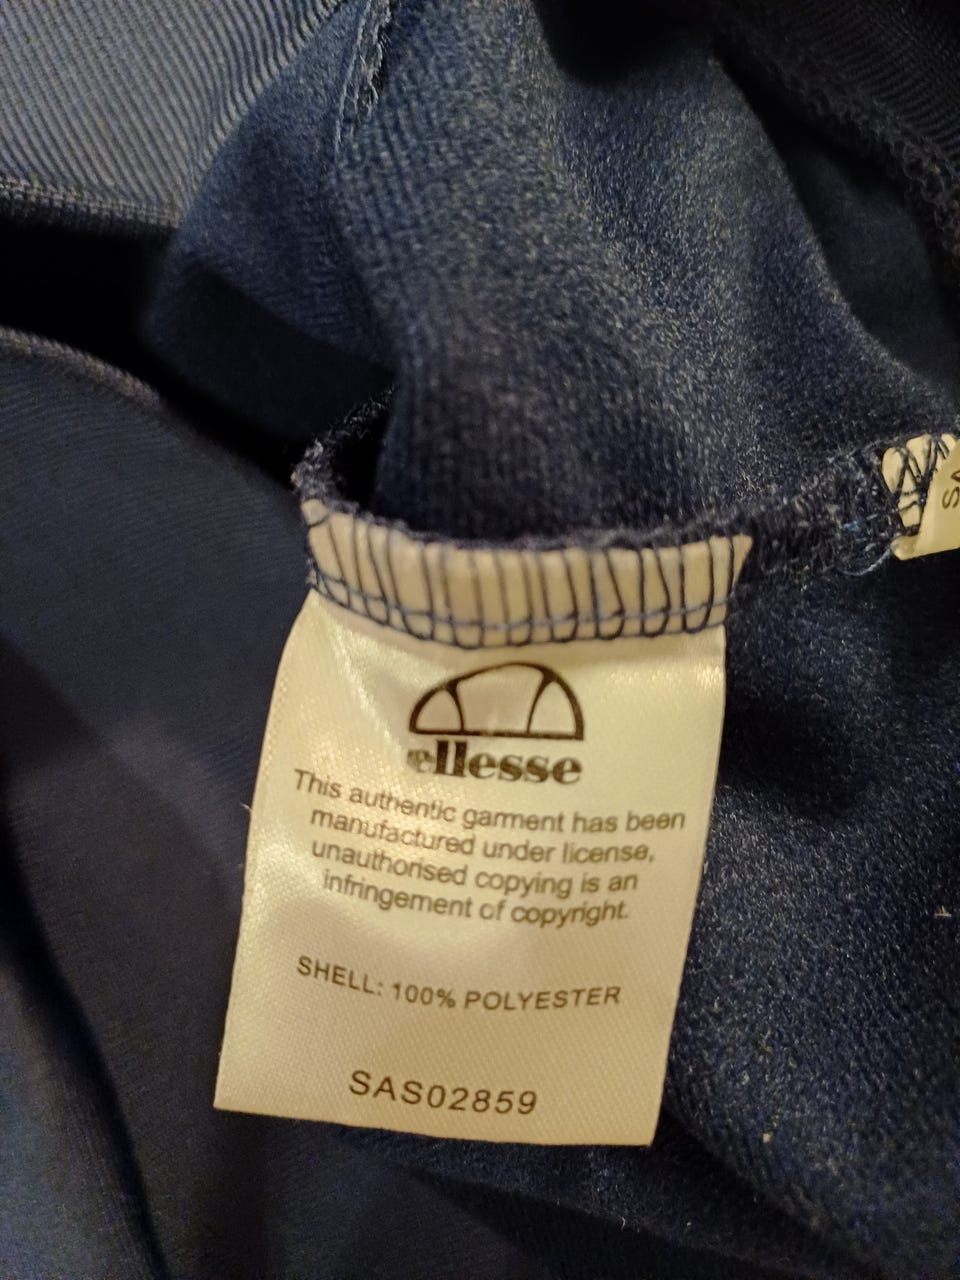 ellesse
This authentic garment has been
manufactured under license,
unauthorised copying is an
infringement of copyright.
SHELL: 100% POLYESTER
SAS02859